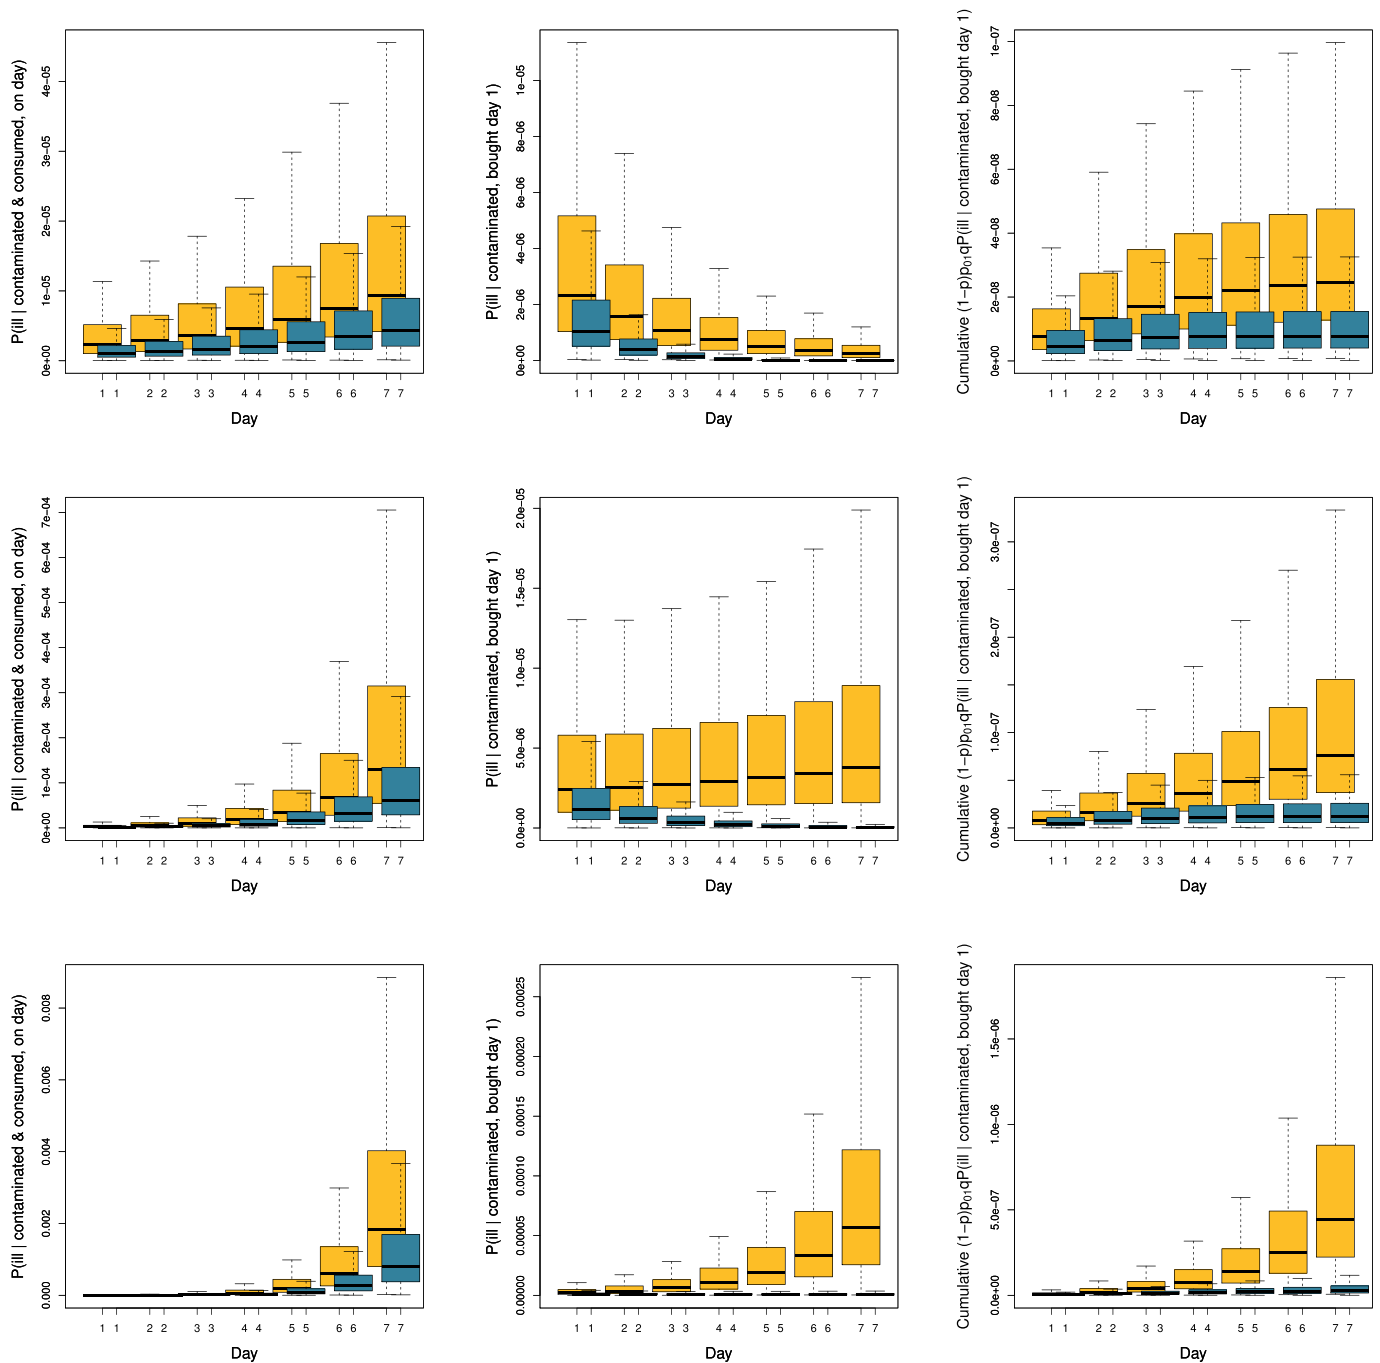 P(ill | contaminated & consumed, on day)
0e+00 1e−05 2e−05 3e−05 4e−05
1 1 2 2 3 3 4 4 5 5 6 6 7 7
Day
P(ill | contaminated, bought day 1)
0e+00 2e−06 4e−06 6e−06 8e−06 1e−05
1 1 2 2 3 3 4 4 5 5 6 6 7 7
Day
Cumulative (1−p)p01qP(ill | contaminated, bought day 1)
0e+00 2e−08 4e−08 6e−08 8e−08 1e−07
1 1 2 2 3 3 4 4 5 5 6 6 7 7
Day
P(ill | contaminated & consumed, on day)
0e+00 1e−04 2e−04 3e−04 4e−04 5e−04 6e−04 7e−04
1 1 2 2 3 3 4 4 5 5 6 6 7 7
Day
P(ill | contaminated, bought day 1)
0.0e+00 5.0e−06 1.0e−05 1.5e−05 2.0e−05
1 1 2 2 3 3 4 4 5 5 6 6 7 7
Day
Cumulative (1−p)p01qP(ill | contaminated, bought day 1)
0.0e+00 1.0e−07 2.0e−07 3.0e−07
1 1 2 2 3 3 4 4 5 5 6 6 7 7
Day
P(ill | contaminated & consumed, on day)
0.000 0.002 0.004 0.006 0.008
1 1 2 2 3 3 4 4 5 5 6 6 7 7
Day
P(ill | contaminated, bought day 1)
0.00000 0.00005 0.00010 0.00015 0.00020 0.00025
1 1 2 2 3 3 4 4 5 5 6 6 7 7
Day
Cumulative (1−p)p01qP(ill | contaminated, bought day 1)
0.0e+00 5.0e−07 1.0e−06 1.5e−06
1 1 2 2 3 3 4 4 5 5 6 6 7 7
Day